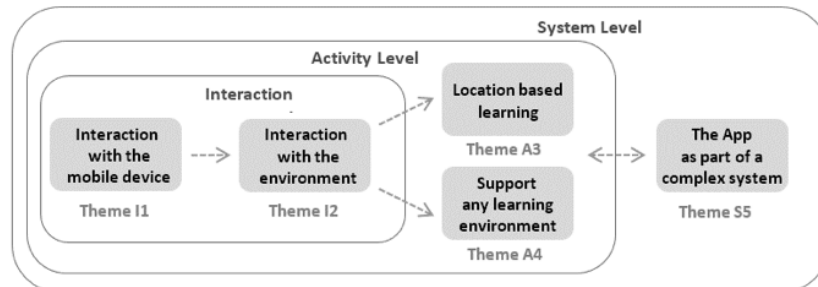 System Level
Activity Level
Interaction
Interaction
with the
mobile device
Theme I1
Interaction
with the
environment
Theme I2
Location based
learning
Theme A3
Support
any learning
environment
Theme A4
The App
as part of a
complex system
Theme S5